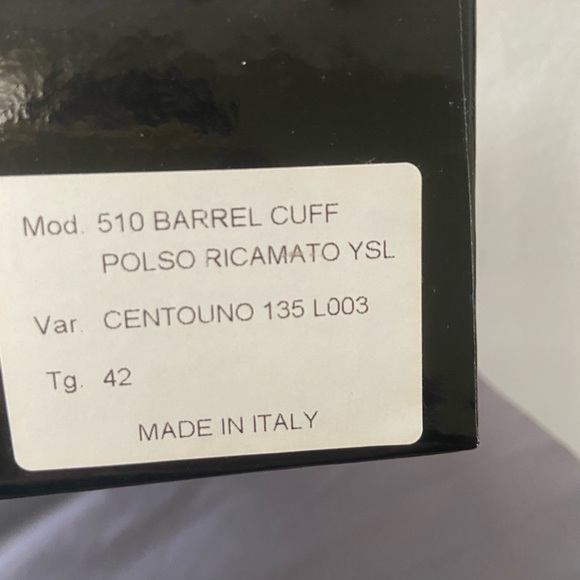 Mod. 510 BARREL CUFF
POLSO RICAMATO YSL
Var. CENTOUNO 135 L003
Tg. 42
MADE IN ITALY